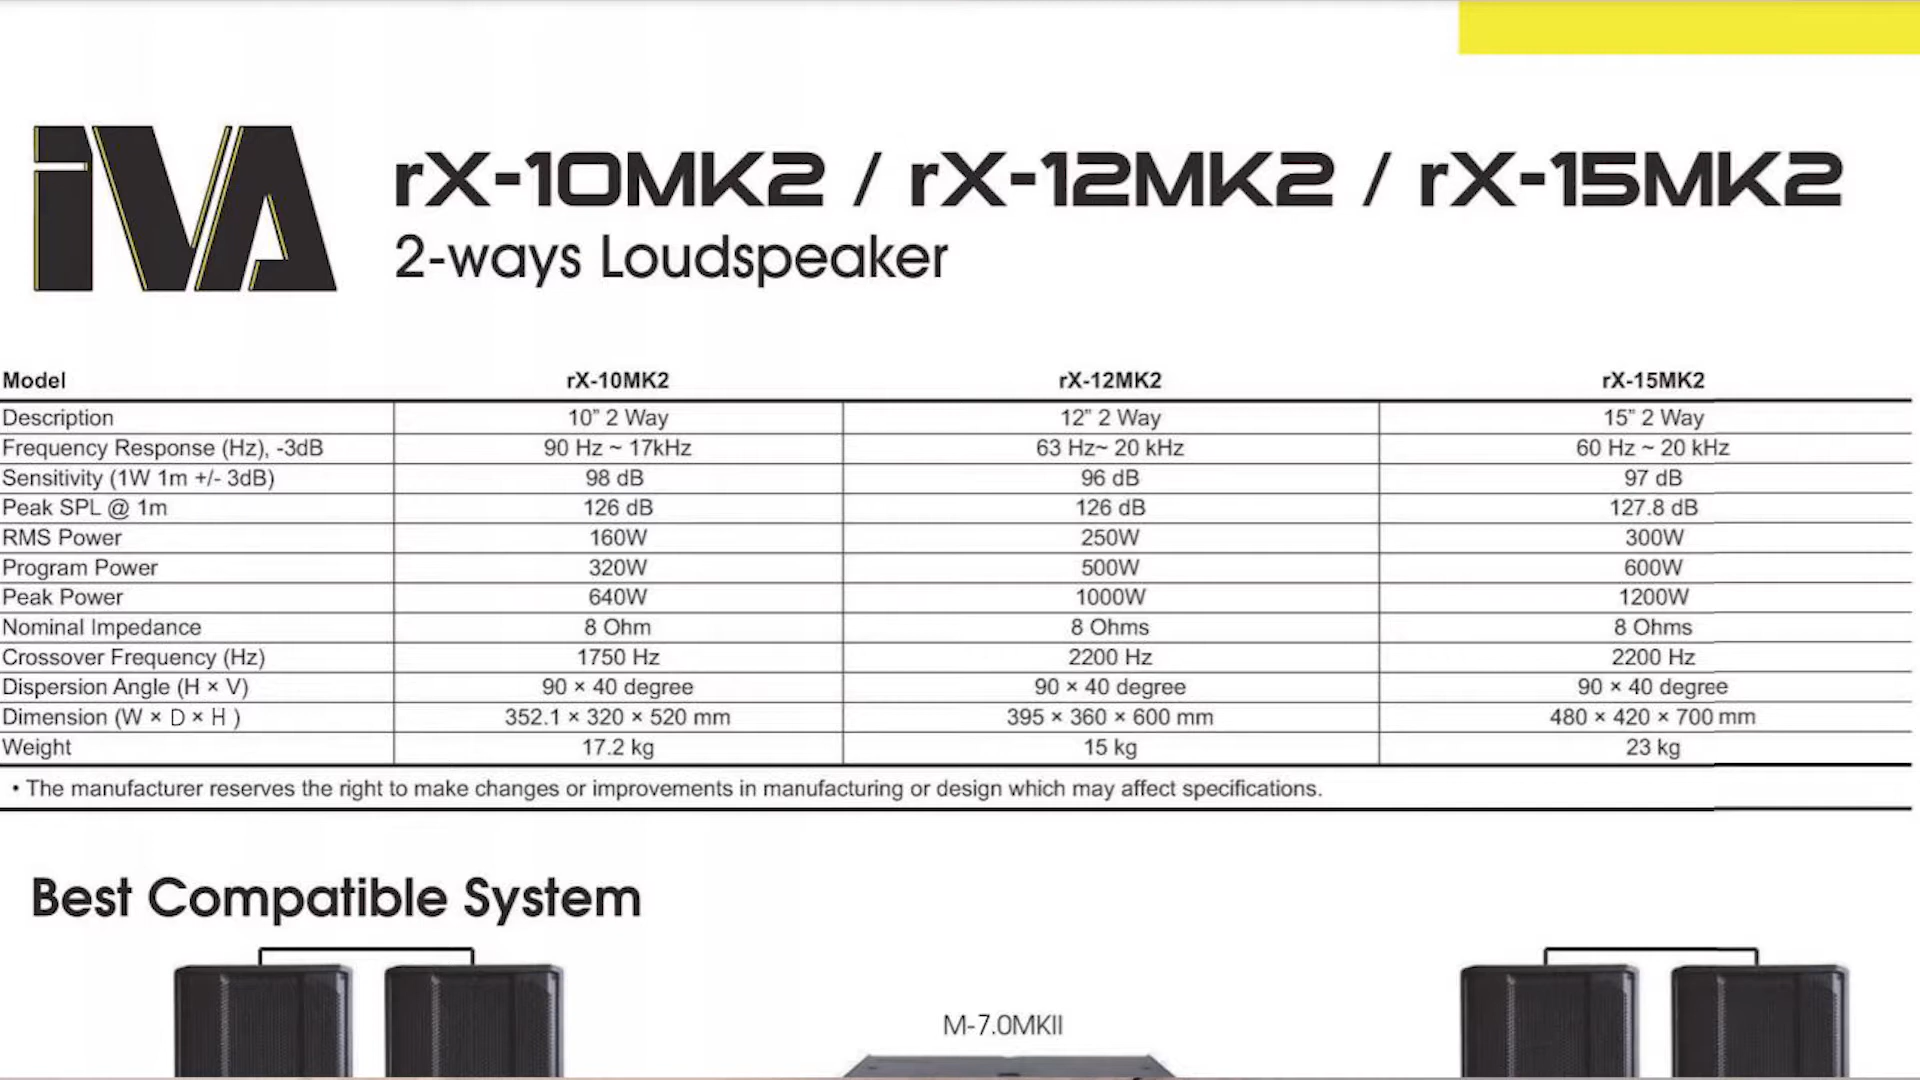 iVA
rX-10MK2 / rX-12MK2 / rX-15MK2
2-ways Loudspeaker
Model rX-10MK2 rX-12MK2 rX-15MK2
Description 10” 2 Way 12” 2 Way 15” 2 Way
Frequency Response (Hz), -3dB 90 Hz ~ 17kHz 63 Hz~ 20 kHz 60 Hz ~ 20 kHz
Sensitivity (1W 1m +/- 3dB) 98 dB 96 dB 97 dB
Peak SPL @ 1m 126 dB 126 dB 127.8 dB
RMS Power 160W 250W 300W
Program Power 320W 500W 600W
Peak Power 640W 1000W 1200W
Nominal Impedance 8 Ohm 8 Ohms 8 Ohms
Crossover Frequency (Hz) 1750 Hz 2200 Hz 2200 Hz
Dispersion Angle (H × V) 90 × 40 degree 90 × 40 degree 90 × 40 degree
Dimension (W × D × H ) 352.1 × 320 × 520 mm 395 × 360 × 600 mm 480 × 420 × 700 mm
Weight 17.2 kg 15 kg 23 kg
• The manufacturer reserves the right to make changes or improvements in manufacturing or design which may affect specifications.
Best Compatible System
M-7.0MKII